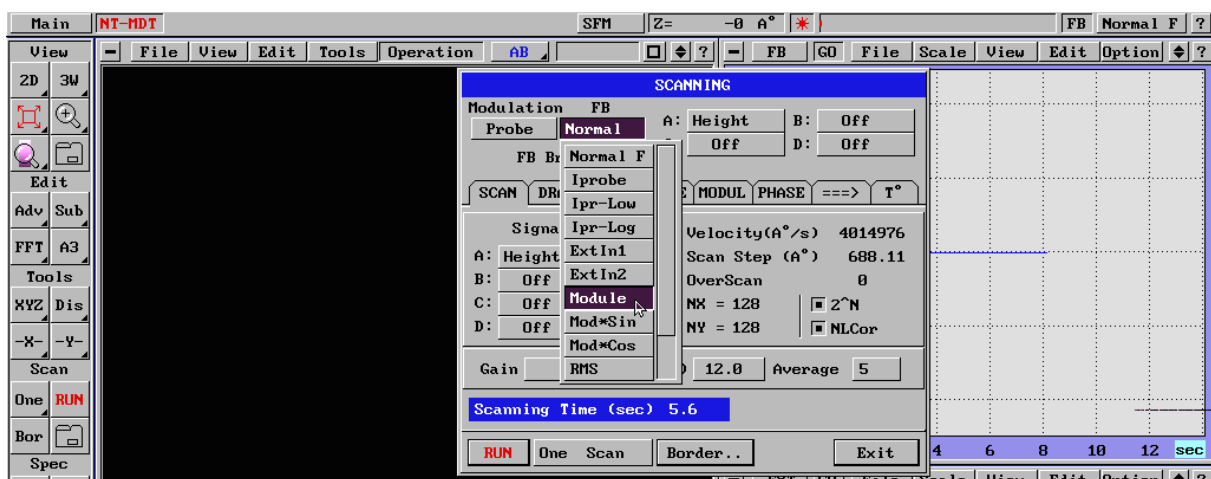 Main NT-MDT SFM Z= -0 A° * FB Normal F ?
View - File View Edit Tools Operation AB ? - FB GO File Scale View Edit Option ?
2D 3W
Edit
Adv Sub
FFT A3
Tools
XYZ Dis
-X- -Y-
Scan
One RUN
Bor
Spec
SCANNING
Modulation FB
Probe Normal A: Height B: Off
Off D: Off
FB Br
Normal F
Iprobe
Ipr-Low
Ipr-Log
ExtIn1
ExtIn2
Module
Mod*Sin
Mod*Cos
RMS
SCAN DR MODUL PHASE ===> T°
Signa
A: Height
B: Off
C: Off
D: Off
Velocity(A°/s) 4014976
Scan Step (A°) 688.11
OverScan 0
NX = 128 2^N
NY = 128 NLCor
Gain 12.0 Average 5
Scanning Time (sec) 5.6
RUN One Scan Border.. Exit
4 6 8 10 12 sec